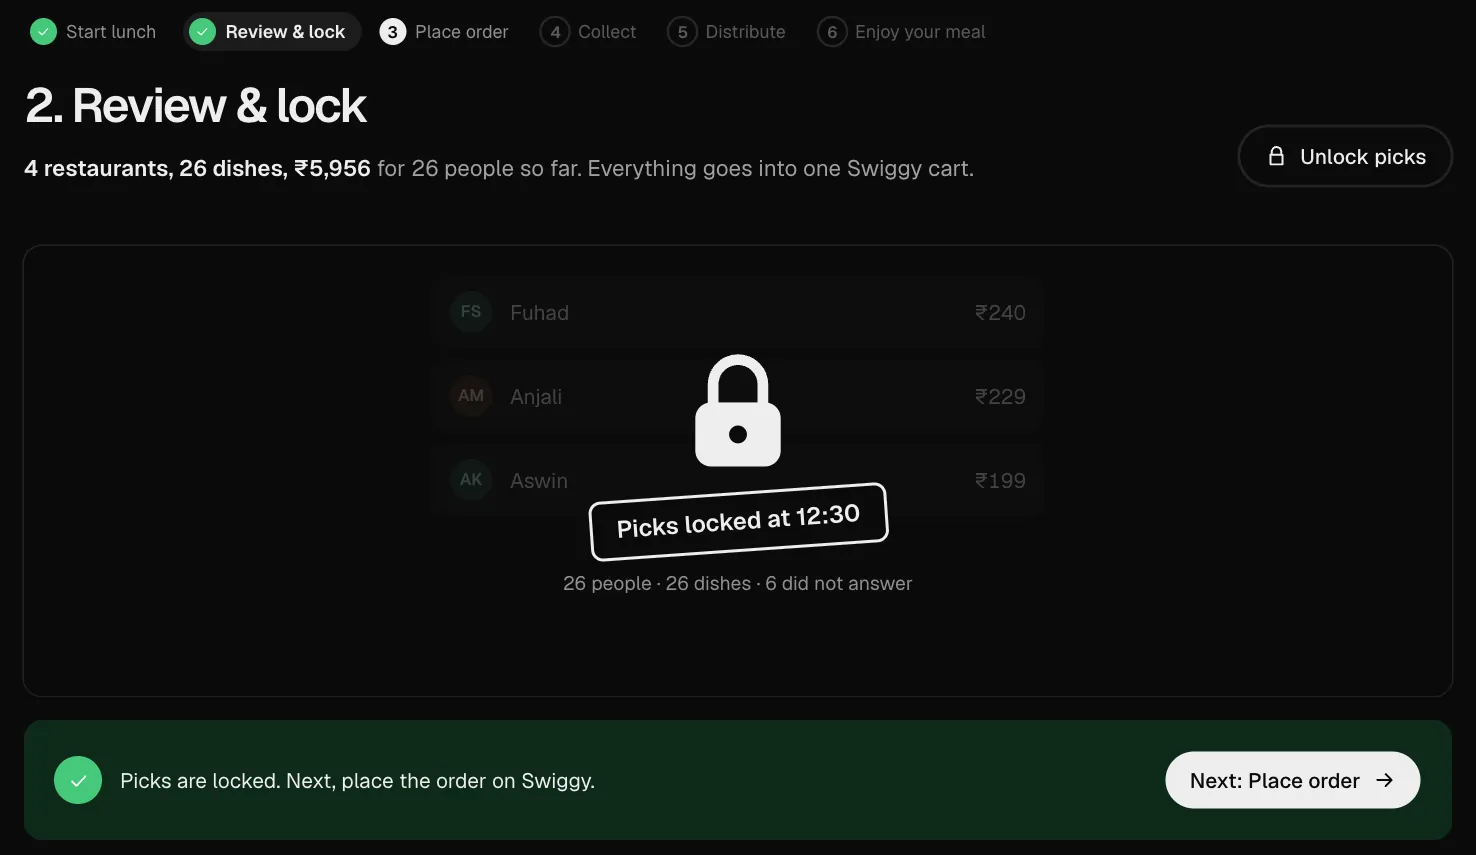 Start lunch
Review & lock
3 Place order
4 Collect
5 Distribute
6 Enjoy your meal
2. Review & lock
4 restaurants, 26 dishes, ₹5,956 for 26 people so far. Everything goes into one Swiggy cart.
Unlock picks
FS Fuhad ₹240
AM Anjali ₹229
AK Aswin ₹199
Picks locked at 12:30
26 people · 26 dishes · 6 did not answer
Picks are locked. Next, place the order on Swiggy.
Next: Place order →